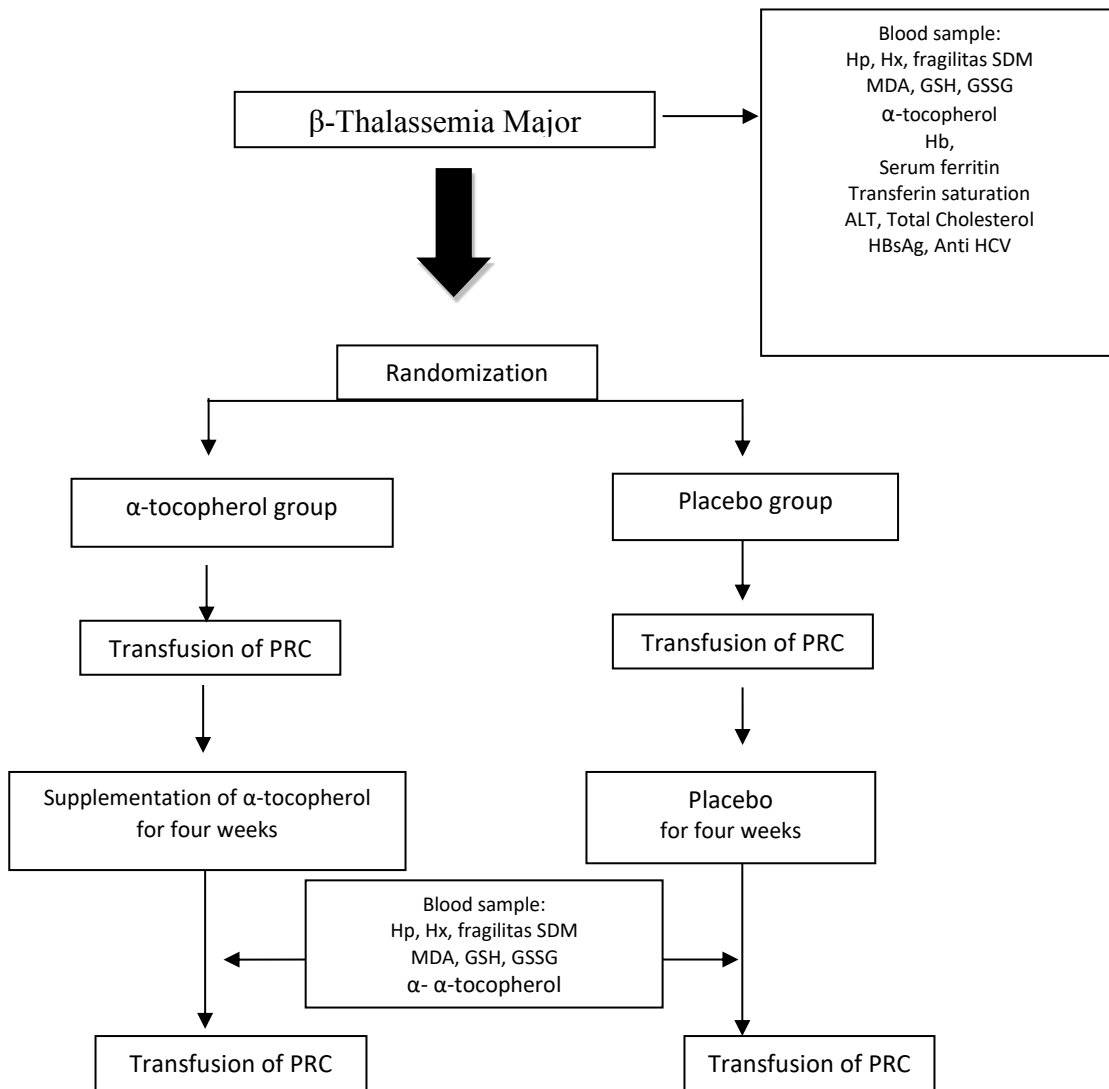 Blood sample:
Hp, Hx, fragilitas SDM
MDA, GSH, GSSG
α-tocopherol
Hb,
Serum ferritin
Transferin saturation
ALT, Total Cholesterol
HBsAg, Anti HCV
β-Thalassemia Major
Randomization
α-tocopherol group
Placebo group
Transfusion of PRC
Transfusion of PRC
Supplementation of α-tocopherol
for four weeks
Placebo
for four weeks
Blood sample:
Hp, Hx, fragilitas SDM
MDA, GSH, GSSG
α- α-tocopherol
Transfusion of PRC
Transfusion of PRC